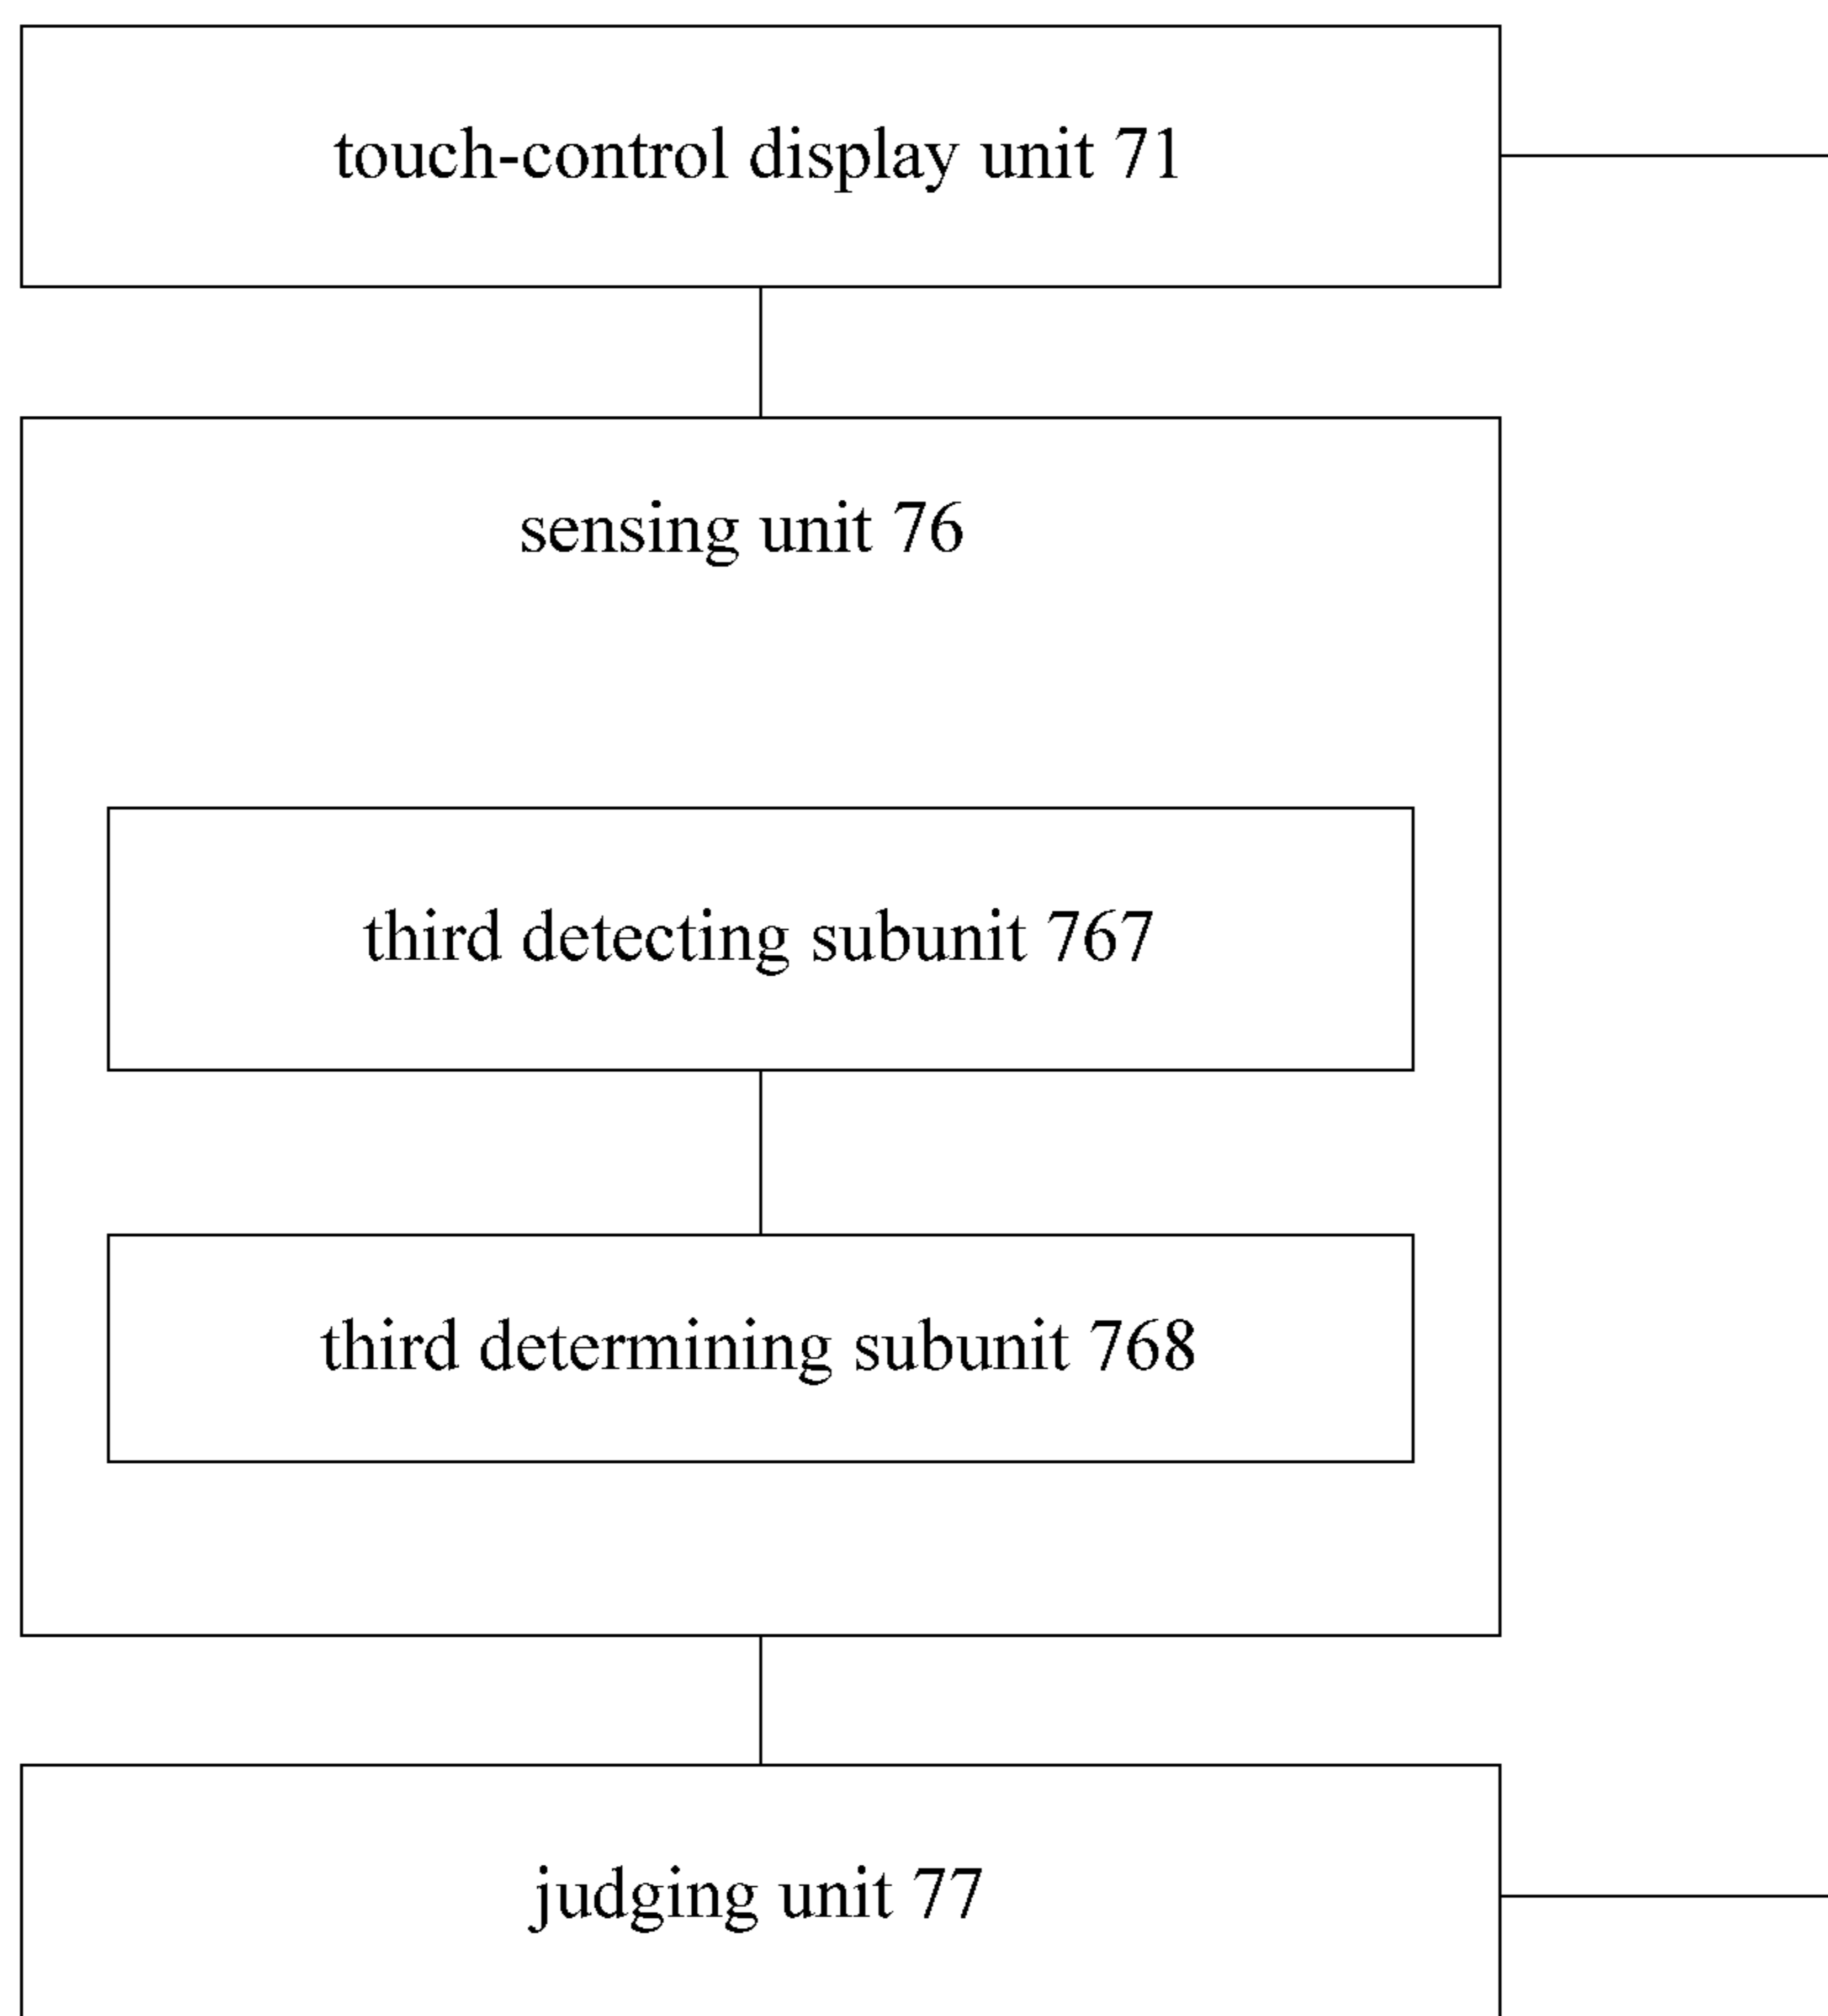 touch-control display unit 71
sensing unit 76
third detecting subunit 767
third determining subunit 768
judging unit 77